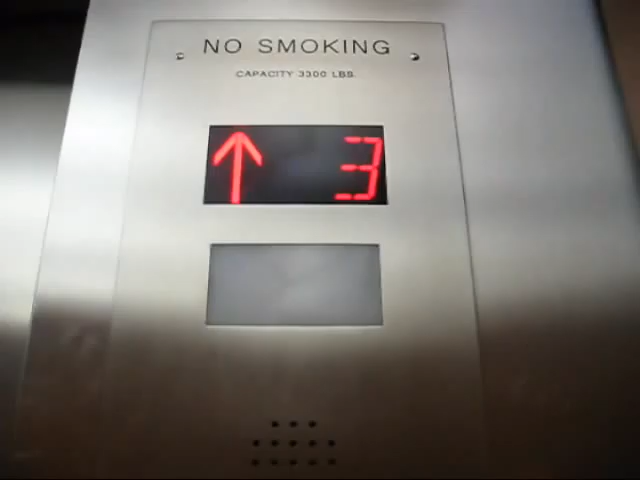 NO SMOKING
CAPACITY 3300 LBS.
↑ 3